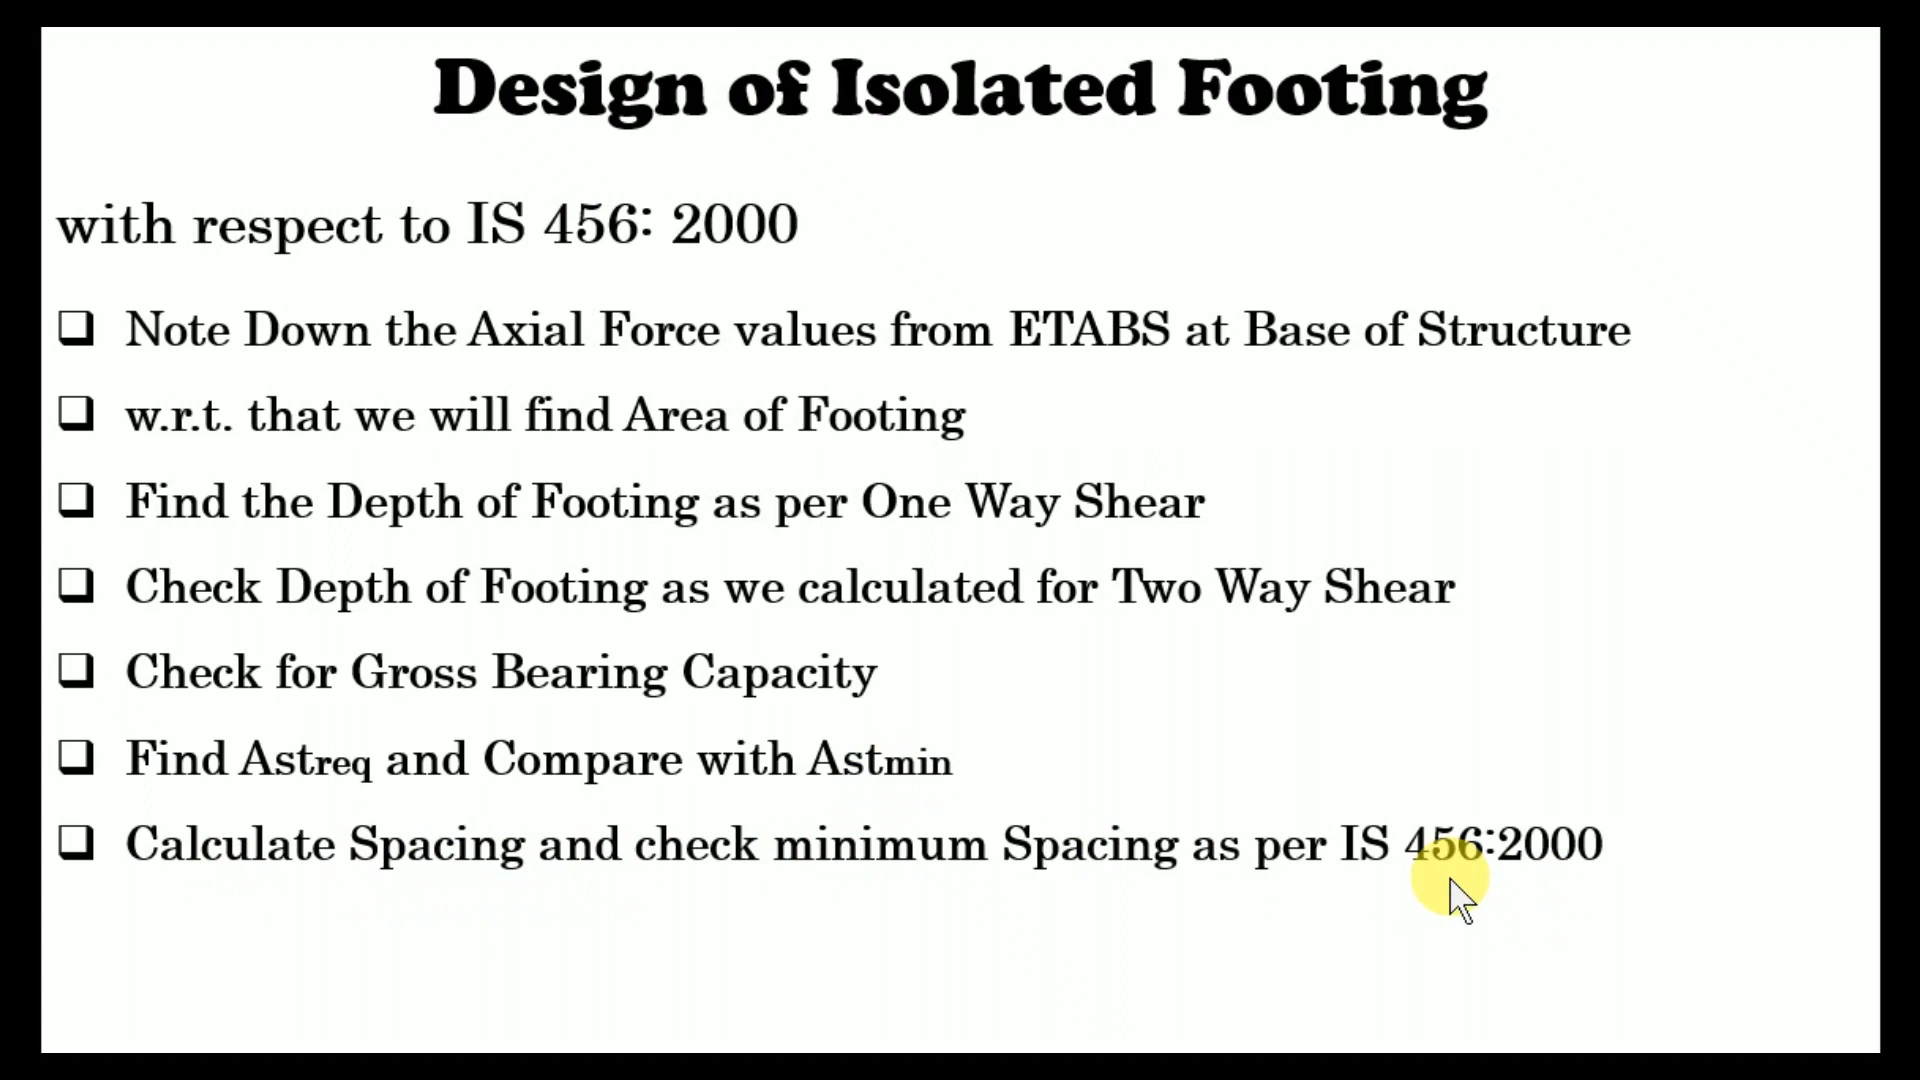 Design of Isolated Footing
with respect to IS 456: 2000
Note Down the Axial Force values from ETABS at Base of Structure
w.r.t. that we will find Area of Footing
Find the Depth of Footing as per One Way Shear
Check Depth of Footing as we calculated for Two Way Shear
Check for Gross Bearing Capacity
Find Astreq and Compare with Astmin
Calculate Spacing and check minimum Spacing as per IS 456:2000